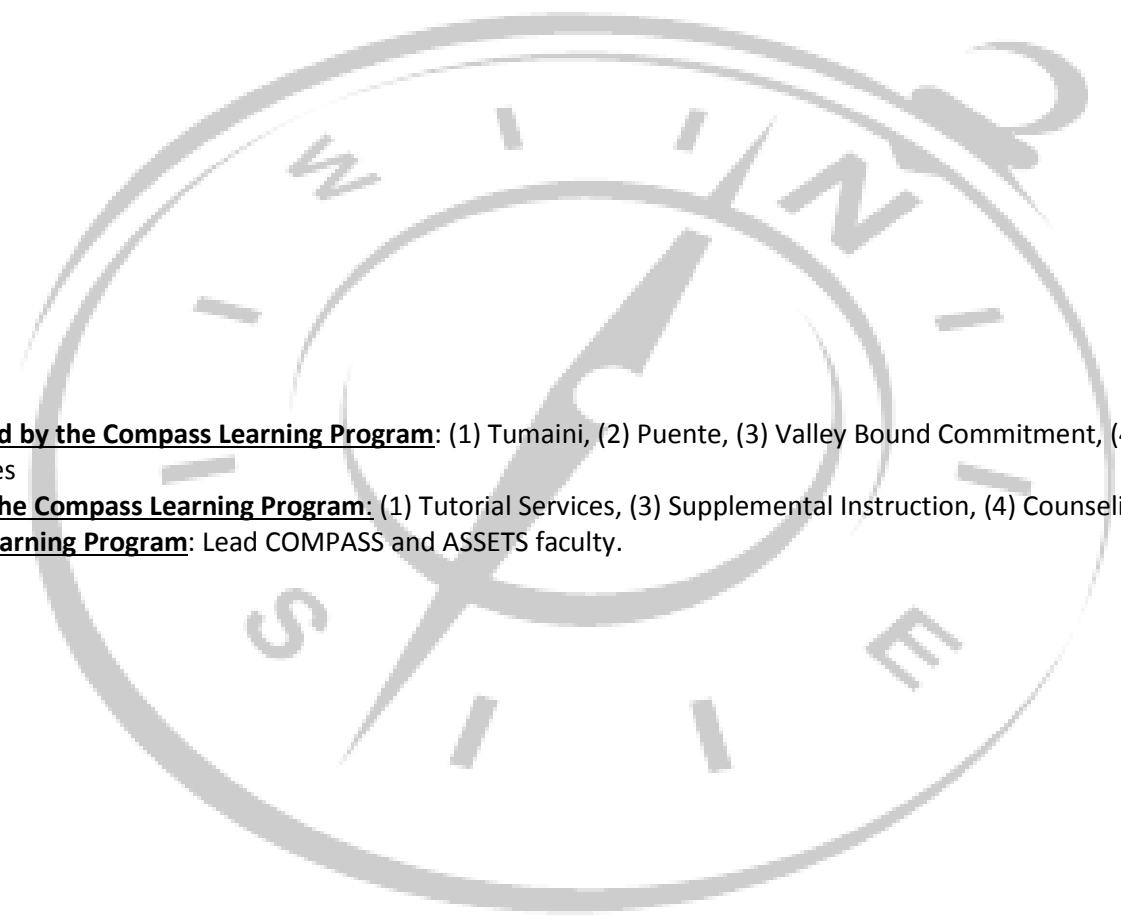 W N
d by the Compass Learning Program: (1) Tumaini, (2) Puente, (3) Valley Bound Commitment, (
es
he Compass Learning Program: (1) Tutorial Services, (3) Supplemental Instruction, (4) Counseli
arning Program: Lead COMPASS and ASSETS faculty.
S E